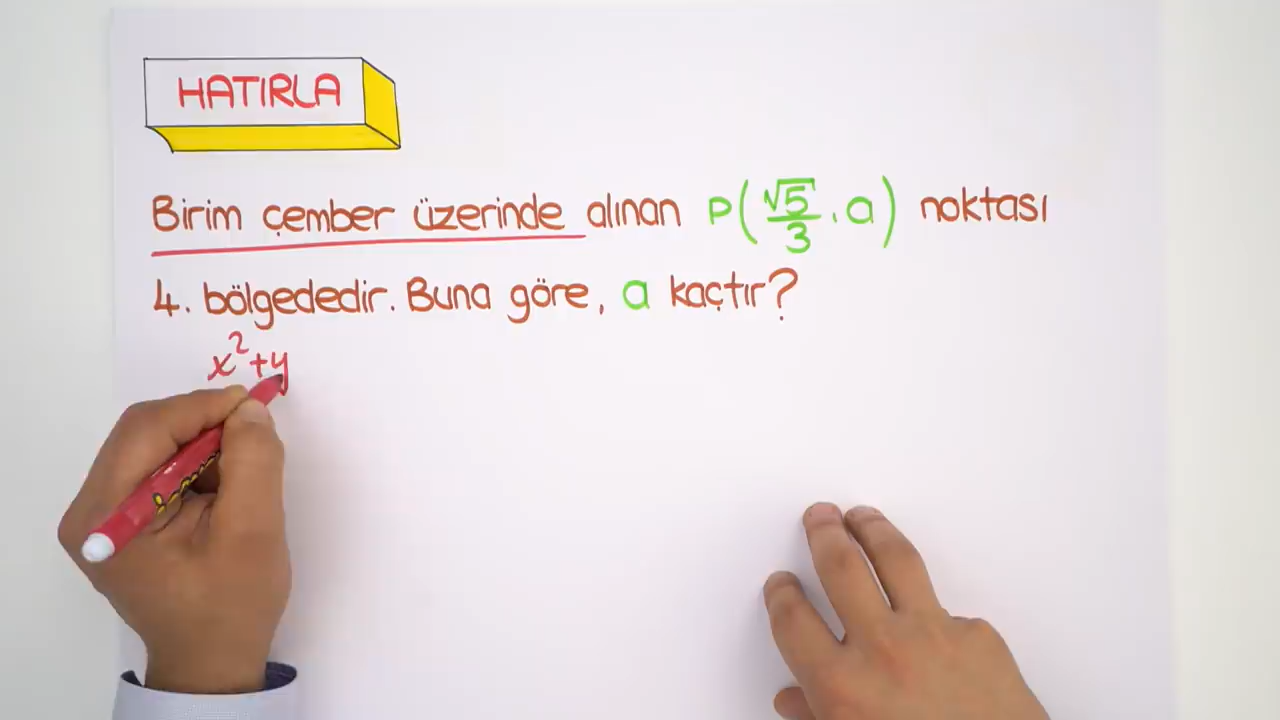 HATIRLA
Birim çember üzerinde alınan P(√5/3, a) noktası
4. bölgededir. Buna göre, a kaçtır?
x²+y